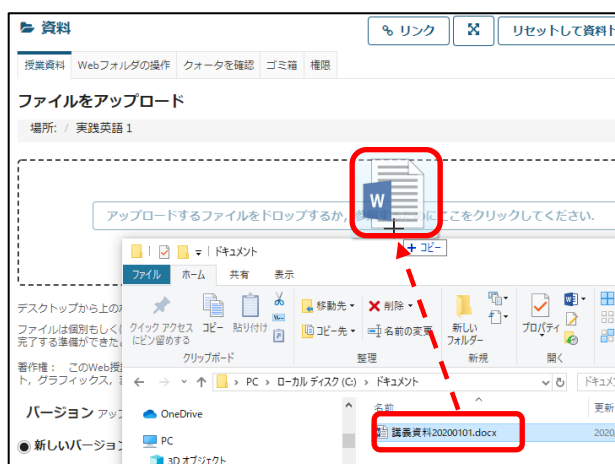 資料
リンク
リセットして資料ト
授業資料 Webフォルダの操作 クォータを確認 ゴミ箱 権限
ファイルをアップロード
場所: / 実践英語 1
アップロードするファイルをドロップするか, ここをクリックしてください.
+ コピー
ドキュメント
ファイル ホーム 共有 表示
デスクトップから上の
ファイルは個別もしく
完了する準備ができた
著作権： このWeb授
ト, グラフィックス,
バージョン アッ
新しいバージョン
クイック アクセス
にピン留めする
コピー 貼り付け
移動先 削除
コピー先 名前の変更
新しい
フォルダー
プロパティ
クリップボード 整理 新規 開く
PC › ローカル ディスク (C:) › ドキュメント
ドキュメ
OneDrive
PC
3D オブジェクト
名前 更新
講義資料20200101.docx 2020